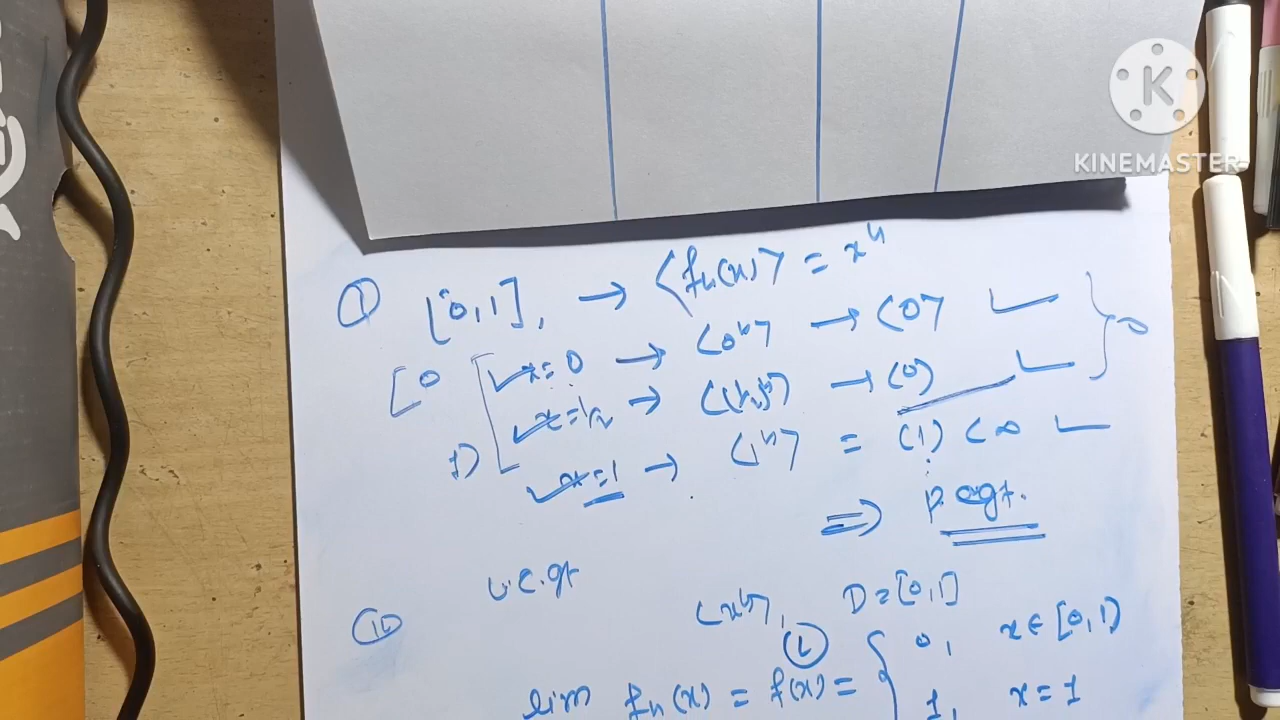 K
KINEMASTER
① [0,1], → <fₙ(x)> = xⁿ
[0 x=0 → <0ⁿ> → <0> } 0
x=1/2 → <(1/2)ⁿ> → <0>
1) x=1 → <1ⁿ> = <1> < ∞
⇒ p. cgt.
u.c.gt
<xⁿ>, D=[0,1]
lim fₙ(x) = f(x) = { 0, x∈[0,1)
1, x=1